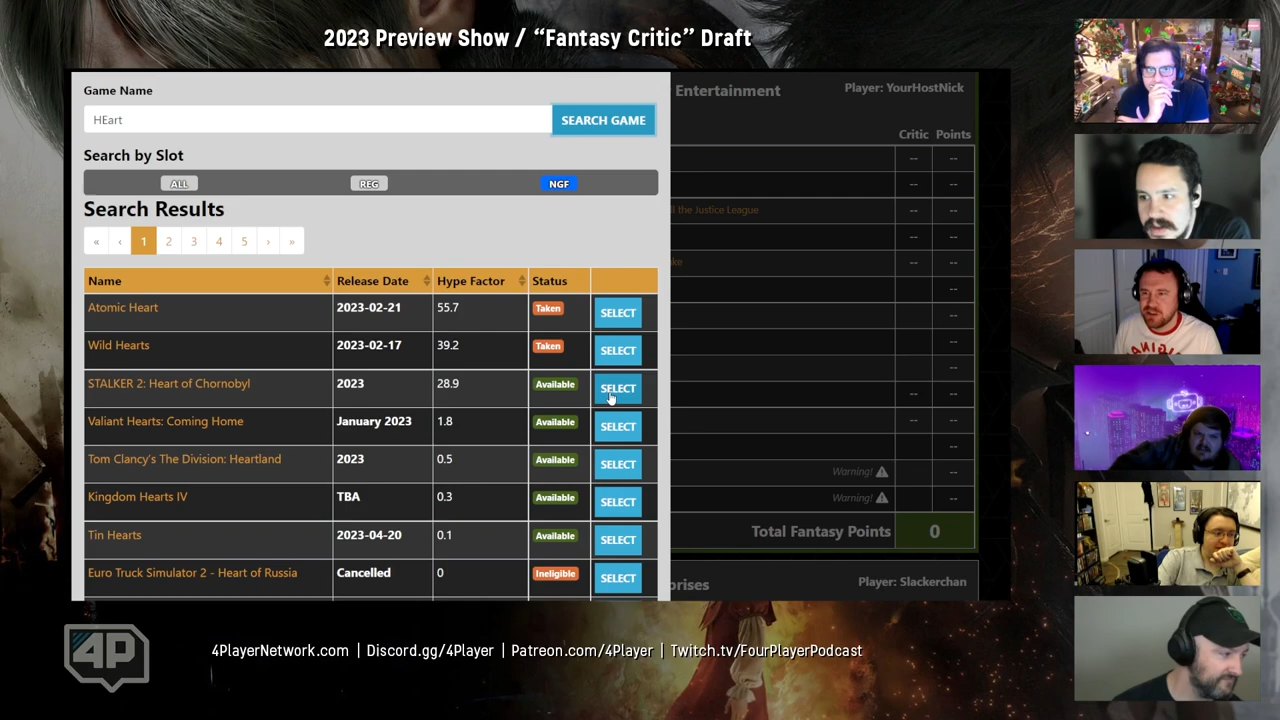 2023 Preview Show / “Fantasy Critic” Draft
Game Name
HEart
SEARCH GAME
Search by Slot
ALL
REG
NGF
Search Results
« ‹ 1 2 3 4 5 › »
Name Release Date Hype Factor Status
Atomic Heart 2023-02-21 55.7 Taken SELECT
Wild Hearts 2023-02-17 39.2 Taken SELECT
STALKER 2: Heart of Chornobyl 2023 28.9 Available SELECT
Valiant Hearts: Coming Home January 2023 1.8 Available SELECT
Tom Clancy's The Division: Heartland 2023 0.5 Available SELECT
Kingdom Hearts IV TBA 0.3 Available SELECT
Tin Hearts 2023-04-20 0.1 Available SELECT
Euro Truck Simulator 2 - Heart of Russia Cancelled 0 Ineligible SELECT
Entertainment Player: YourHostNick
Critic Points
-- --
-- --
ll the Justice League -- --
-- --
ke -- --
--
--
--
--
-- --
-- --
--
Warning! --
Warning! --
Total Fantasy Points 0
prises Player: Slackerchan
4P
4PlayerNetwork.com | Discord.gg/4Player | Patreon.com/4Player | Twitch.tv/FourPlayerPodcast